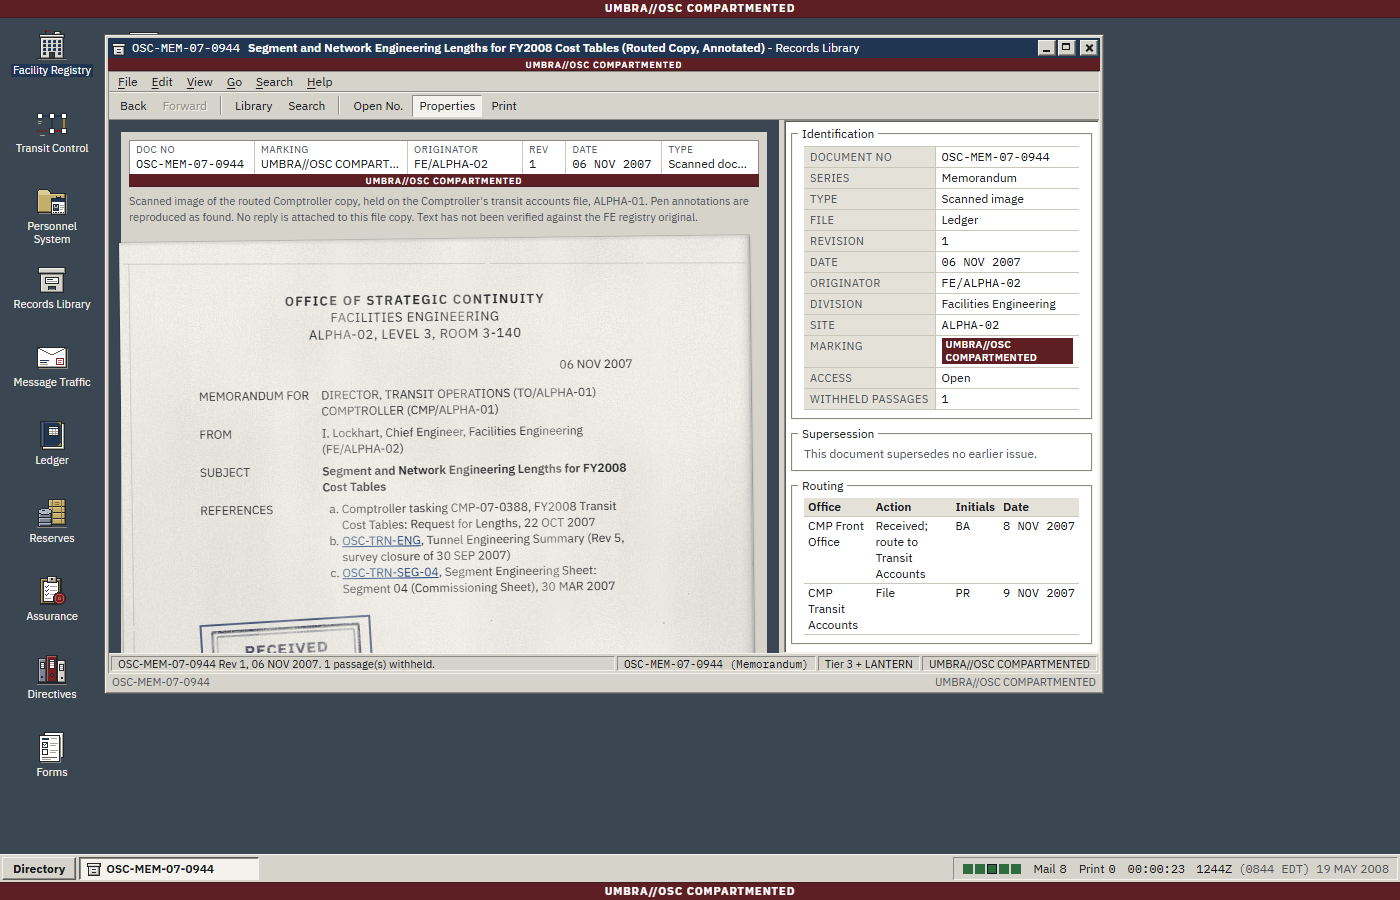 UMBRA//OSC COMPARTMENTED
OSC-MEM-07-0944 Segment and Network Engineering Lengths for FY2008 Cost Tables (Routed Copy, Annotated) - Records Library
UMBRA//OSC COMPARTMENTED
File Edit View Go Search Help
Back Forward Library Search Open No. Properties Print
Facility Registry
Transit Control
Personnel
System
Records Library
Message Traffic
Ledger
Reserves
Assurance
Directives
Forms
DOC NO MARKING ORIGINATOR REV DATE TYPE
OSC-MEM-07-0944 UMBRA//OSC COMPART... FE/ALPHA-02 1 06 NOV 2007 Scanned doc...
UMBRA//OSC COMPARTMENTED
Scanned image of the routed Comptroller copy, held on the Comptroller's transit accounts file, ALPHA-01. Pen annotations are
reproduced as found. No reply is attached to this file copy. Text has not been verified against the FE registry original.
OFFICE OF STRATEGIC CONTINUITY
FACILITIES ENGINEERING
ALPHA-02, LEVEL 3, ROOM 3-140
06 NOV 2007
MEMORANDUM FOR DIRECTOR, TRANSIT OPERATIONS (TO/ALPHA-01)
COMPTROLLER (CMP/ALPHA-01)
FROM I. Lockhart, Chief Engineer, Facilities Engineering
(FE/ALPHA-02)
SUBJECT Segment and Network Engineering Lengths for FY2008
Cost Tables
REFERENCES a. Comptroller tasking CMP-07-0388, FY2008 Transit
Cost Tables: Request for Lengths, 22 OCT 2007
b. OSC-TRN-ENG, Tunnel Engineering Summary (Rev 5,
survey closure of 30 SEP 2007)
c. OSC-TRN-SEG-04, Segment Engineering Sheet:
Segment 04 (Commissioning Sheet), 30 MAR 2007
RECEIVED
Identification
DOCUMENT NO OSC-MEM-07-0944
SERIES Memorandum
TYPE Scanned image
FILE Ledger
REVISION 1
DATE 06 NOV 2007
ORIGINATOR FE/ALPHA-02
DIVISION Facilities Engineering
SITE ALPHA-02
MARKING UMBRA//OSC
COMPARTMENTED
ACCESS Open
WITHHELD PASSAGES 1
Supersession
This document supersedes no earlier issue.
Routing
Office Action Initials Date
CMP Front Received; BA 8 NOV 2007
Office route to
Transit
Accounts
CMP File PR 9 NOV 2007
Transit
Accounts
OSC-MEM-07-0944 Rev 1, 06 NOV 2007. 1 passage(s) withheld. OSC-MEM-07-0944 (Memorandum) Tier 3 + LANTERN UMBRA//OSC COMPARTMENTED
OSC-MEM-07-0944 UMBRA//OSC COMPARTMENTED
Directory OSC-MEM-07-0944 Mail 8 Print 0 00:00:23 1244Z (0844 EDT) 19 MAY 2008
UMBRA//OSC COMPARTMENTED